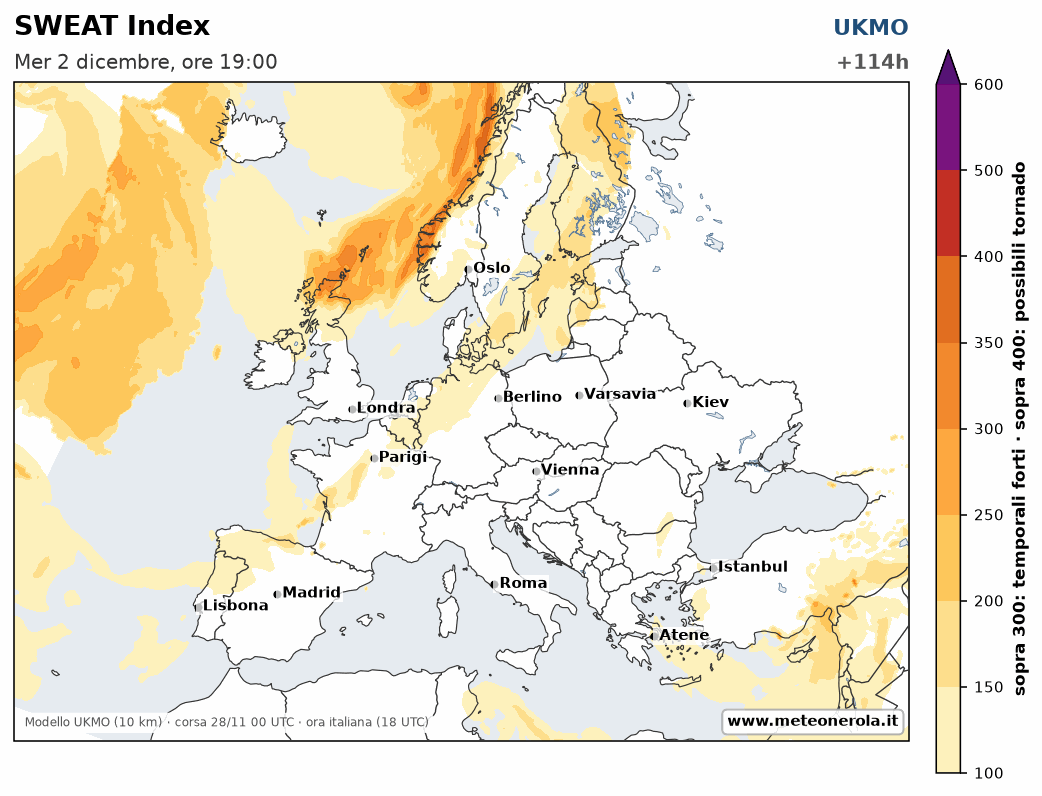 SWEAT Index
UKMO
Mer 2 dicembre, ore 19:00
+114h
600
500
400
350
300
250
200
150
100
sopra 300: temporali forti · sopra 400: possibili tornado
Oslo
Londra
Berlino
Varsavia
Kiev
Parigi
Vienna
Istanbul
Roma
Madrid
Lisbona
Atene
Modello UKMO (10 km) · corsa 28/11 00 UTC · ora italiana (18 UTC)
www.meteonerola.it